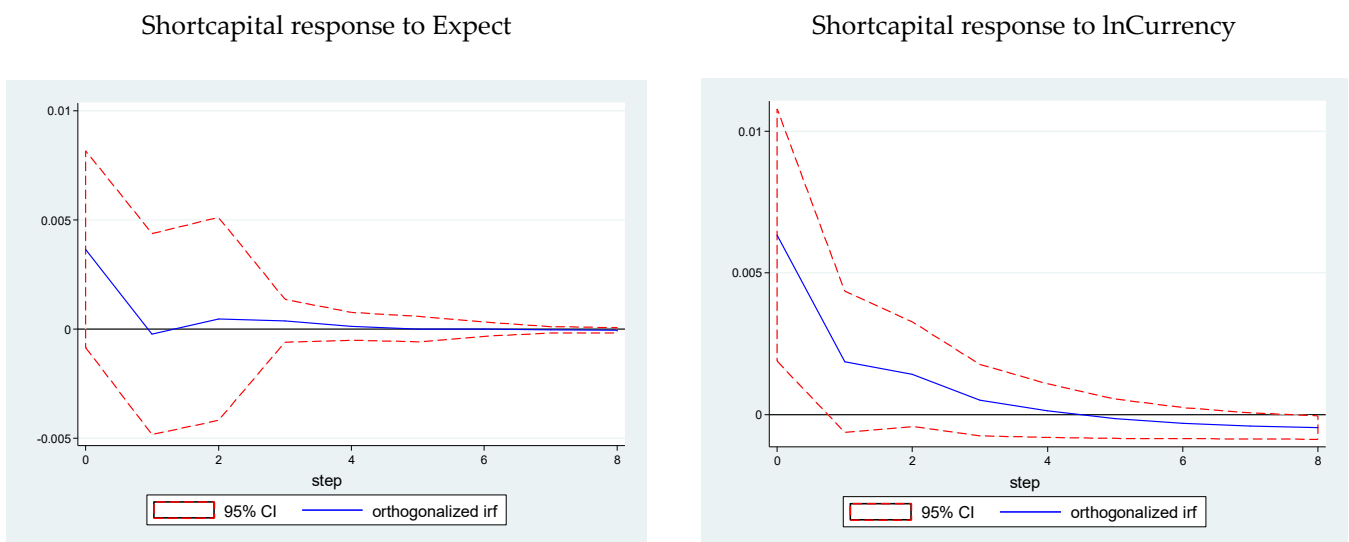 Shortcapital response to Expect
0.01
0.005
0
-0.005
0 2 4 6 8
step
95% CI orthogonalized irf
Shortcapital response to lnCurrency
0.01
0.005
0
0 2 4 6 8
step
95% CI orthogonalized irf